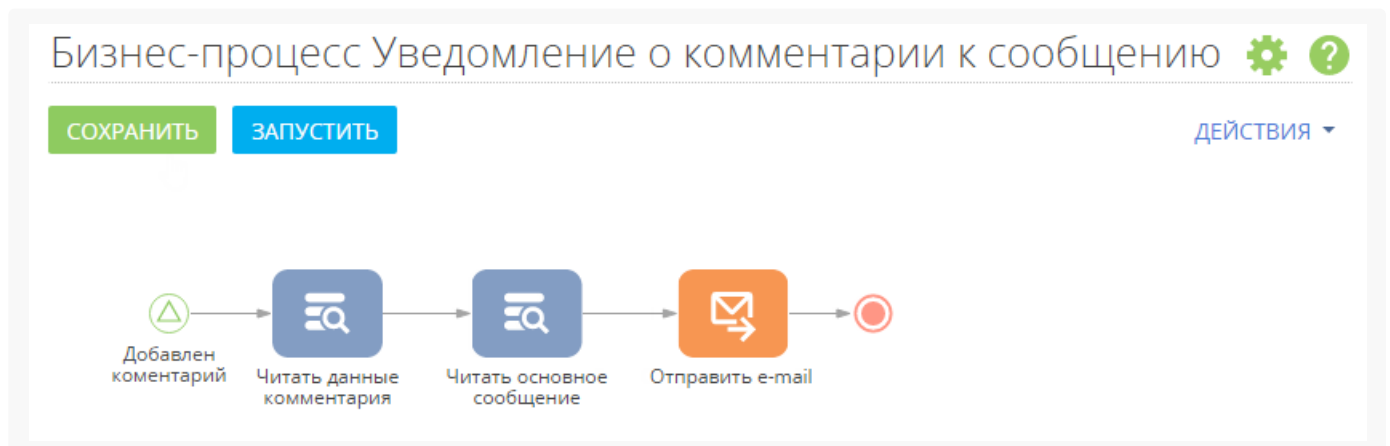 Бизнес-процесс Уведомление о комментарии к сообщению
СОХРАНИТЬ ЗАПУСТИТЬ ДЕЙСТВИЯ
Добавлен
коментарий
Читать данные
комментария
Читать основное
сообщение
Отправить e-mail